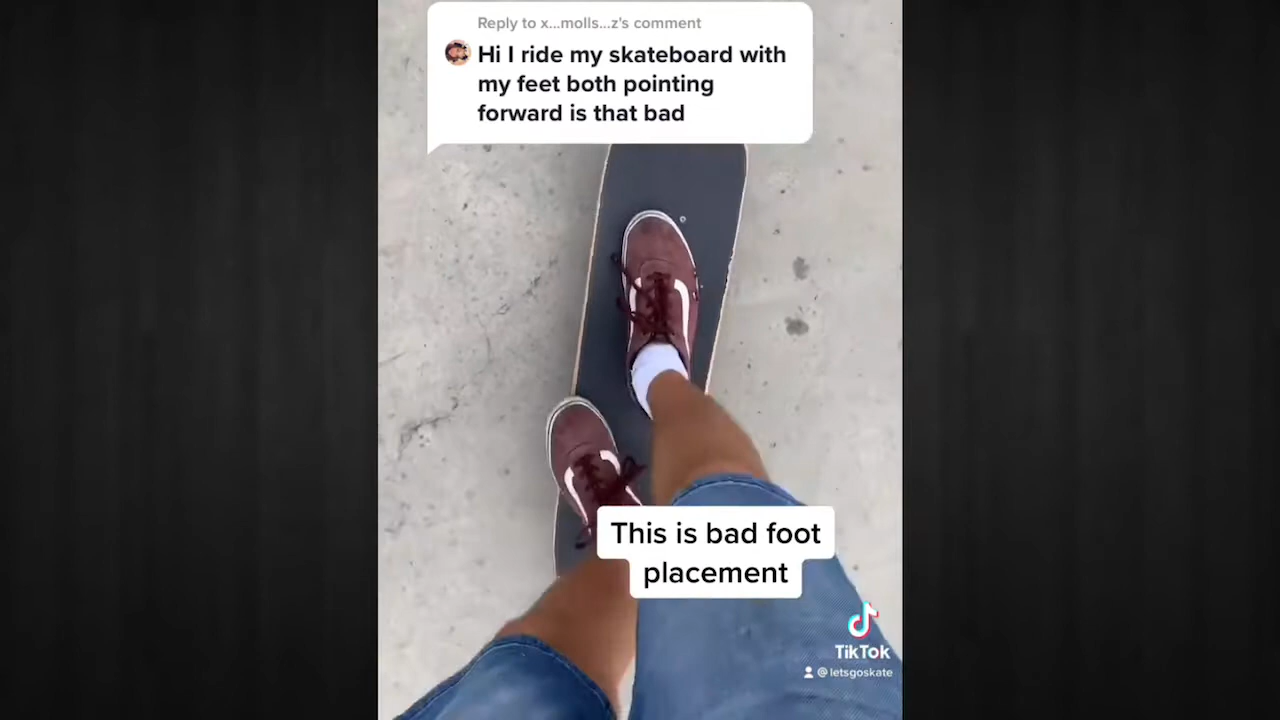 Reply to x...molls...z's comment
Hi I ride my skateboard with
my feet both pointing
forward is that bad
This is bad foot
placement
TikTok
@letsgoskate